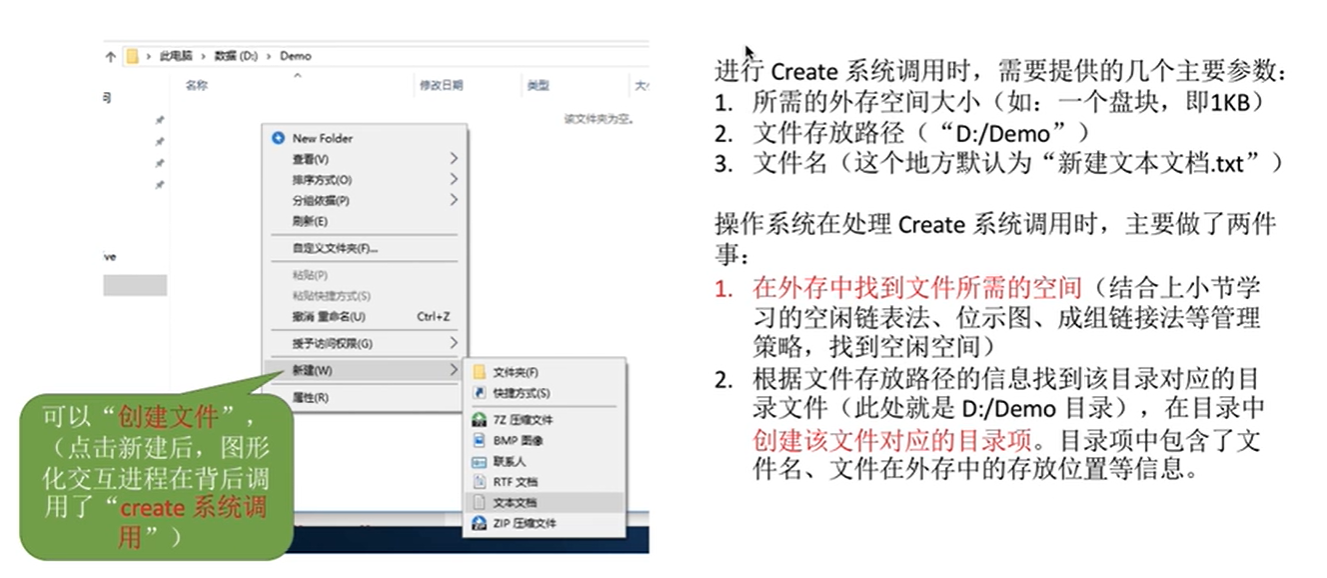 此电脑 > 数据 (D:) > Demo
名称 修改日期 类型
该文件夹为空。
New Folder
查看(V)
排序方式(O)
分组依据(P)
刷新(E)
自定义文件夹(F)...
粘贴(P)
粘贴快捷方式(S)
撤消 重命名(U) Ctrl+Z
授予访问权限(G)
新建(W)
属性(R)
文件夹(F)
快捷方式(S)
7Z 压缩文件
BMP 图像
联系人
RTF 文档
文本文档
ZIP 压缩文件
可以“创建文件”，
（点击新建后，图形
化交互进程在背后调
用了“create 系统调
用”）
进行 Create 系统调用时，需要提供的几个主要参数：
1. 所需的外存空间大小（如：一个盘块，即1KB）
2. 文件存放路径（“D:/Demo”）
3. 文件名（这个地方默认为“新建文本文档.txt”）
操作系统在处理 Create 系统调用时，主要做了两件
事：
1. 在外存中找到文件所需的空间（结合上小节学
习的空闲链表法、位示图、成组链接法等管理
策略，找到空闲空间）
2. 根据文件存放路径的信息找到该目录对应的目
录文件（此处就是 D:/Demo 目录），在目录中
创建该文件对应的目录项。目录项中包含了文
件名、文件在外存中的存放位置等信息。